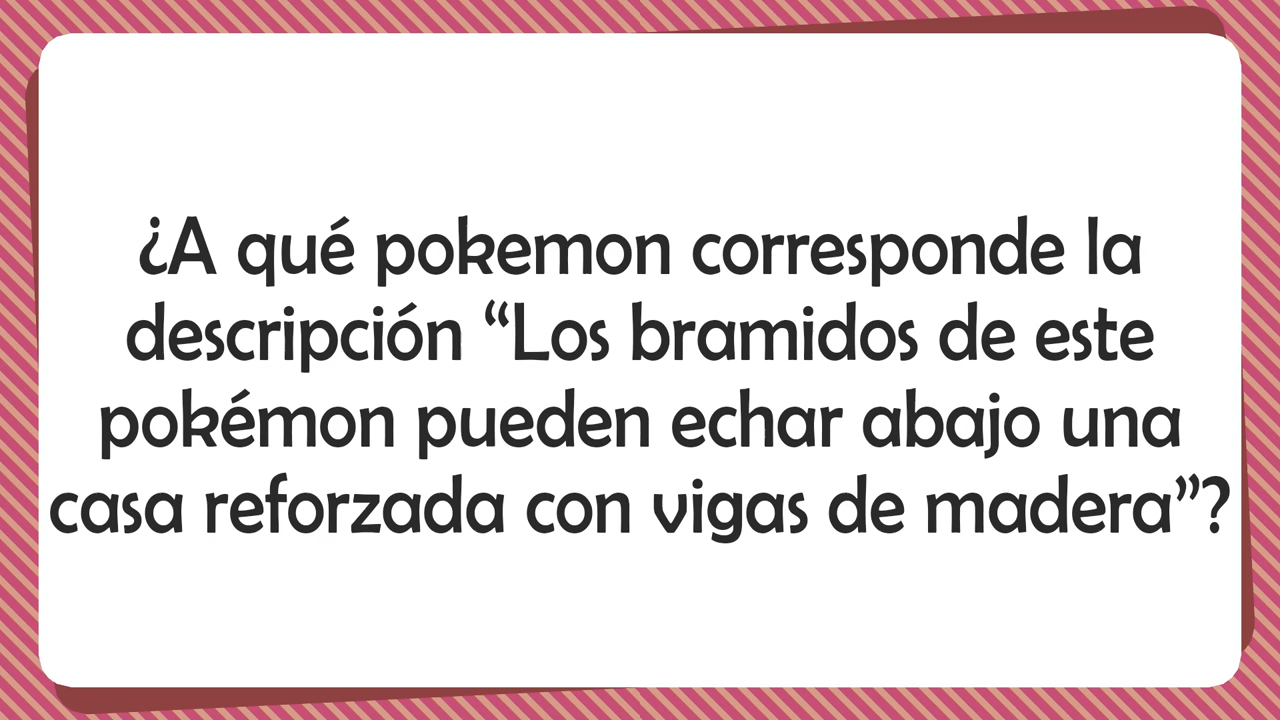 ¿A qué pokemon corresponde la
descripción “Los bramidos de este
pokémon pueden echar abajo una
casa reforzada con vigas de madera”?